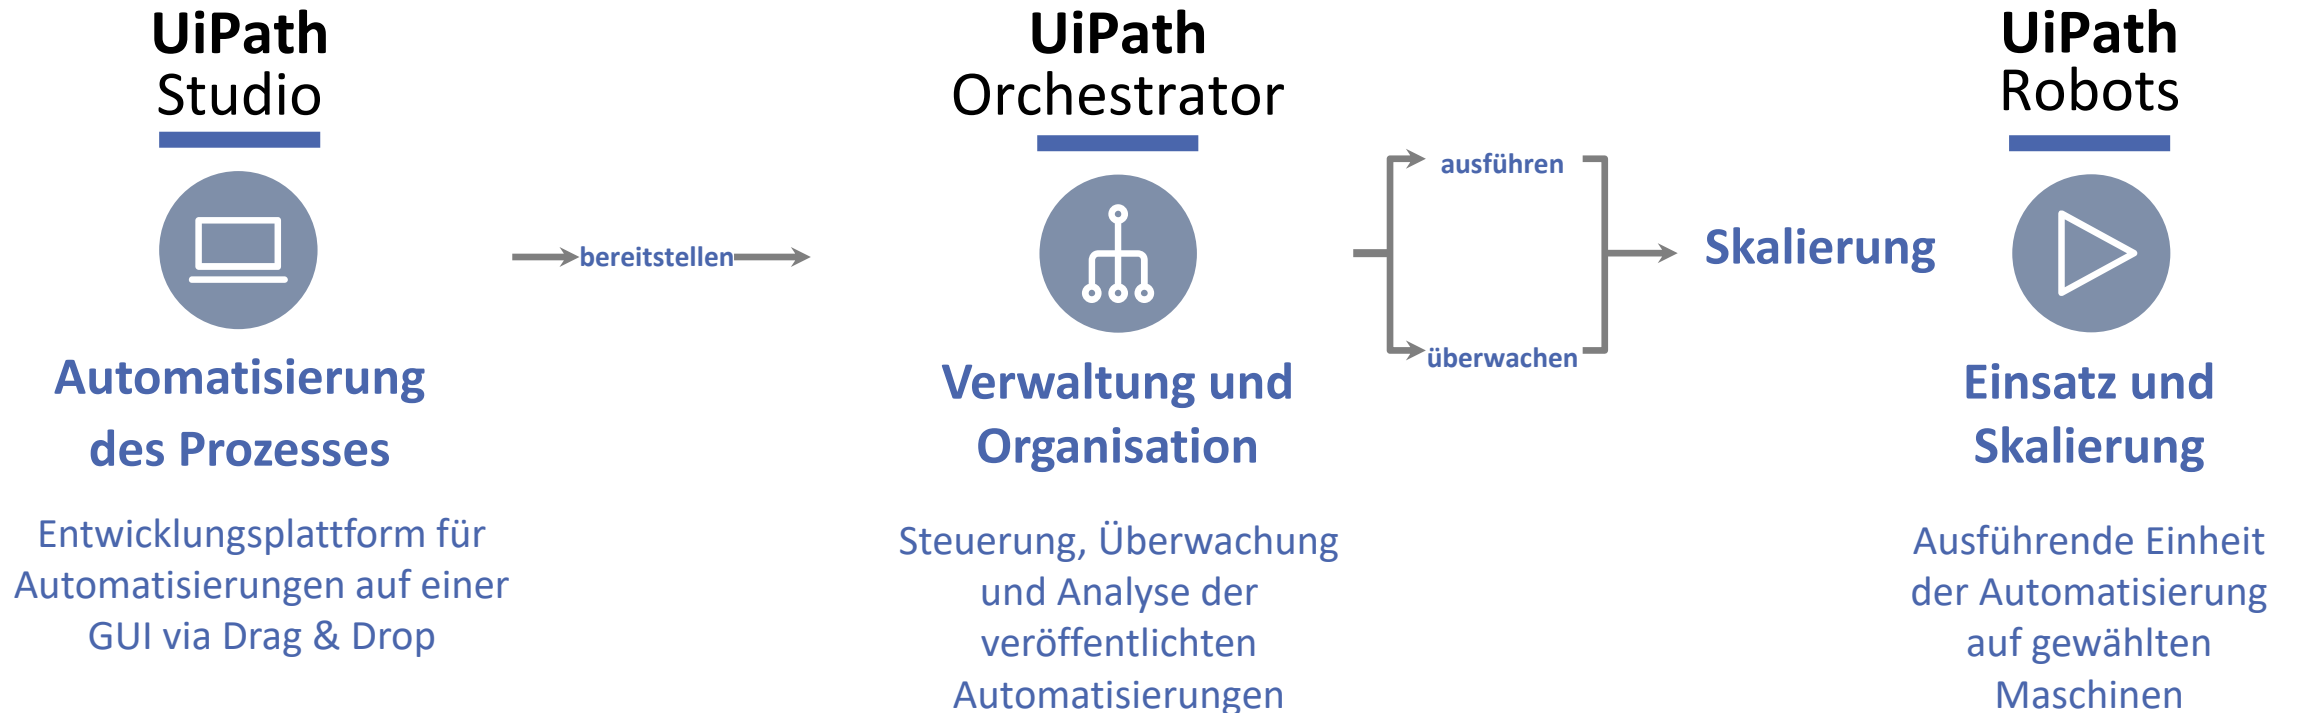 UiPath
Studio
Automatisierung
des Prozesses
Entwicklungsplattform für
Automatisierungen auf einer
GUI via Drag & Drop
bereitstellen
UiPath
Orchestrator
Verwaltung und
Organisation
Steuerung, Überwachung
und Analyse der
veröffentlichten
Automatisierungen
ausführen
überwachen
Skalierung
UiPath
Robots
Einsatz und
Skalierung
Ausführende Einheit
der Automatisierung
auf gewählten
Maschinen